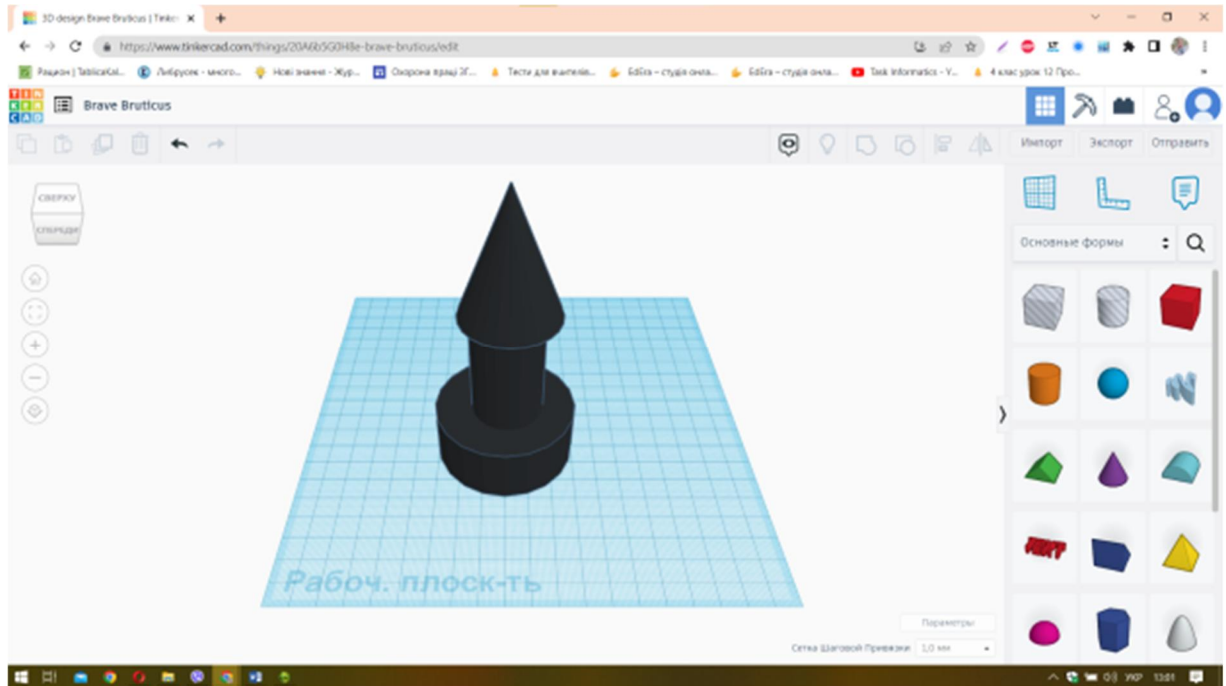 3D design Brave Bruticus | Tinker
https://www.tinkercad.com/things/20A6b5G0H8e-brave-bruticus/edit
Рацион | TablicaKal... Либрусек - много... Нові знання - Жур... Охорона праці ЗГ... Тести для вчителів... EdEra – студія онла... EdEra – студія онла... Task Informatics - Y... 4 клас урок 12 Про...
TIN
KER
CAD
Brave Bruticus
Импорт Экспорт Отправить
СВЕРХУ
СПЕРЕДИ
Основные формы
TEXT
Рабоч. плоск-ть
Параметры
Сетка Шаговой Привязки 1,0 мм
УКР 13:01